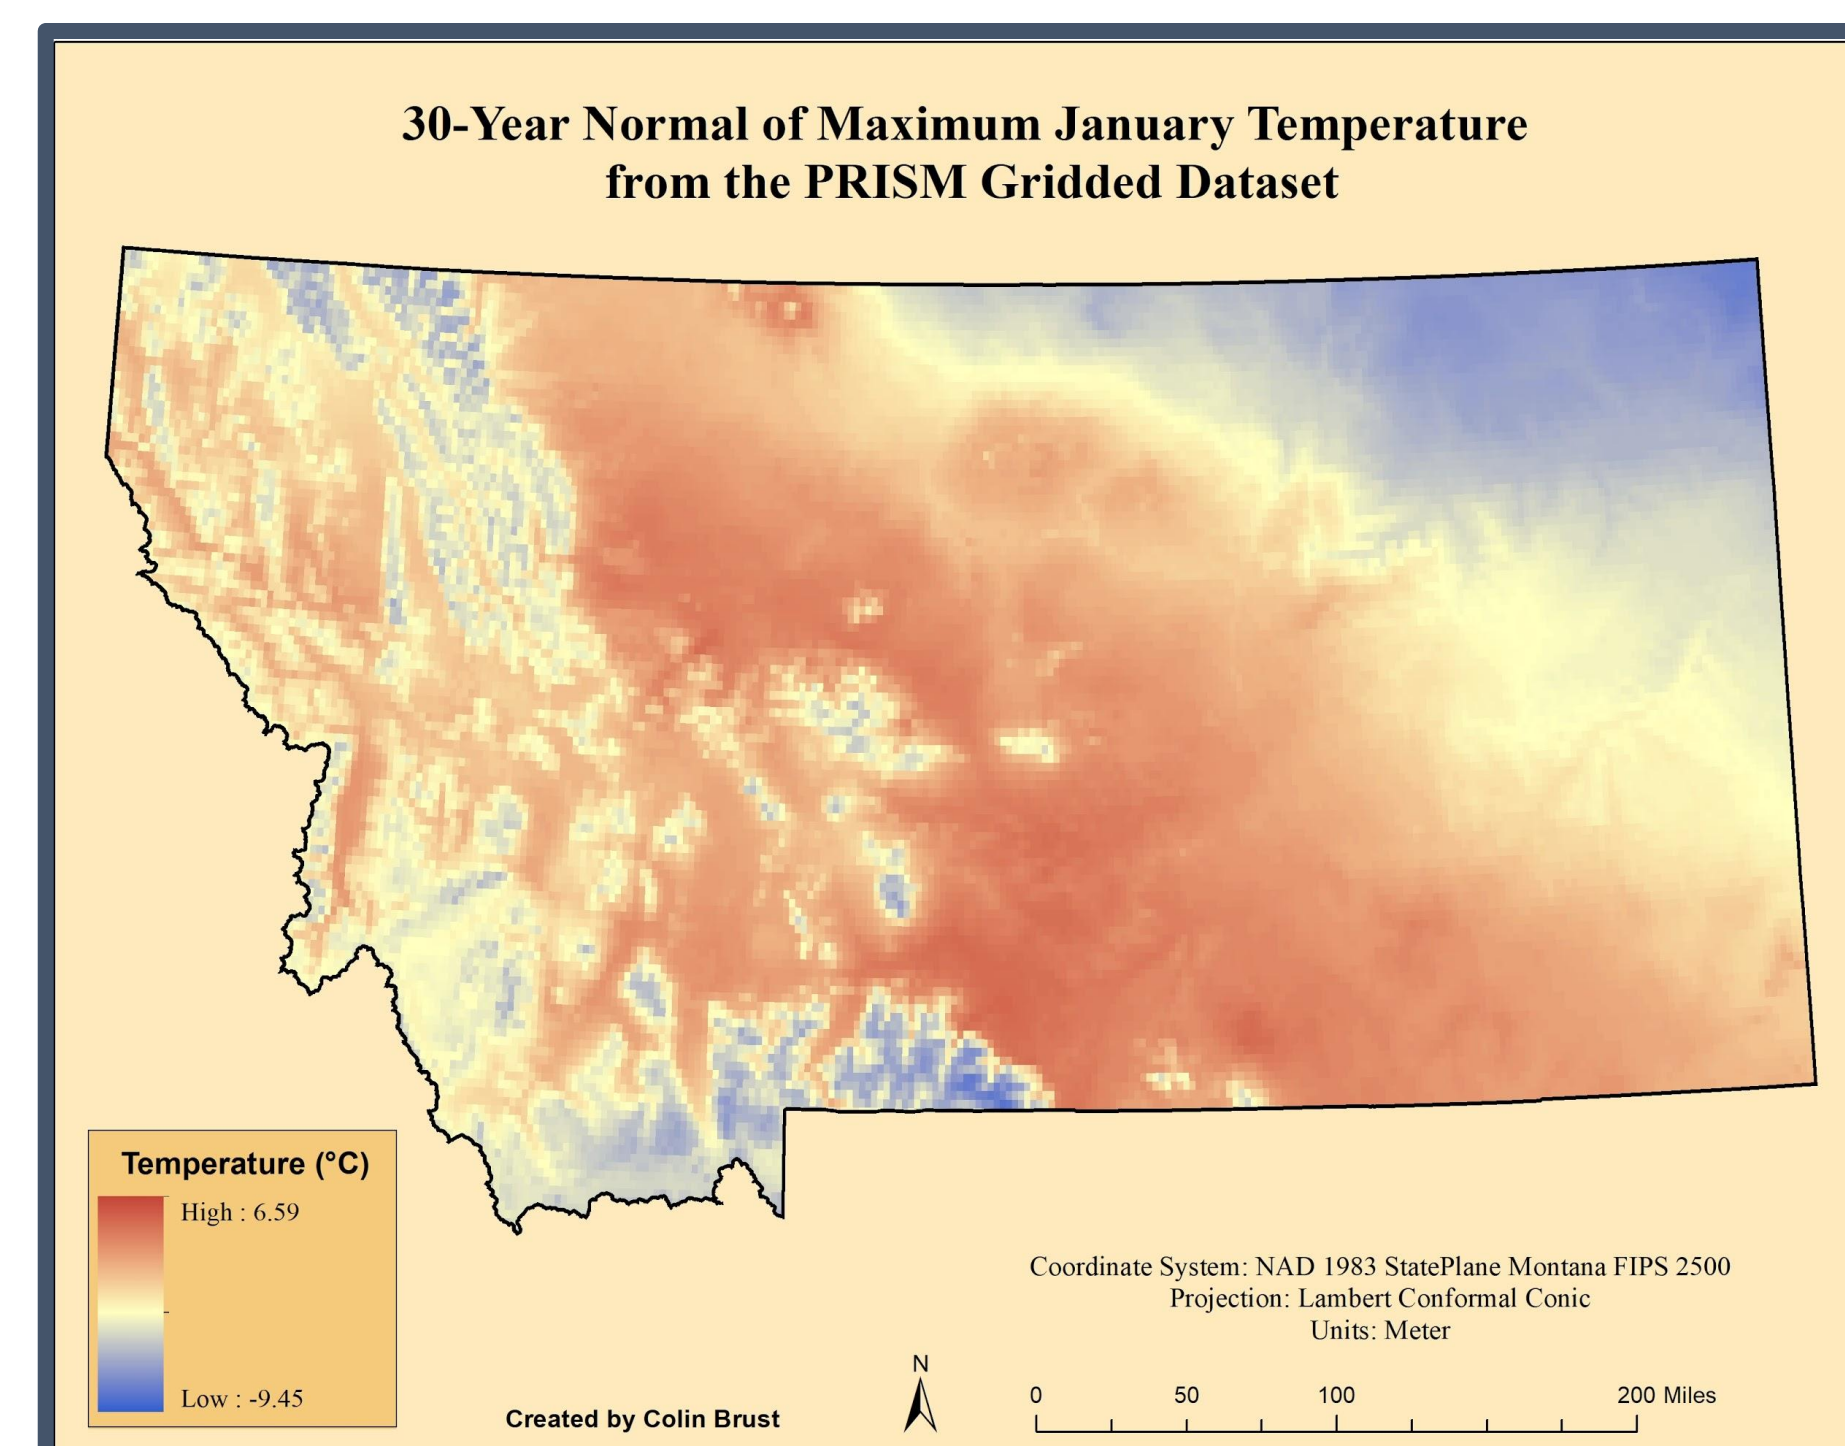 30-Year Normal of Maximum January Temperature
from the PRISM Gridded Dataset
Temperature (°C)
High : 6.59
Low : -9.45
Created by Colin Brust
N
Coordinate System: NAD 1983 StatePlane Montana FIPS 2500
Projection: Lambert Conformal Conic
Units: Meter
0 50 100 200 Miles